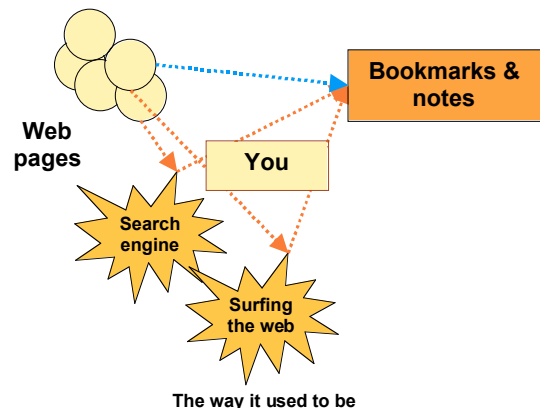 Bookmarks &
notes
Web
pages
You
Search
engine
Surfing
the web
The way it used to be